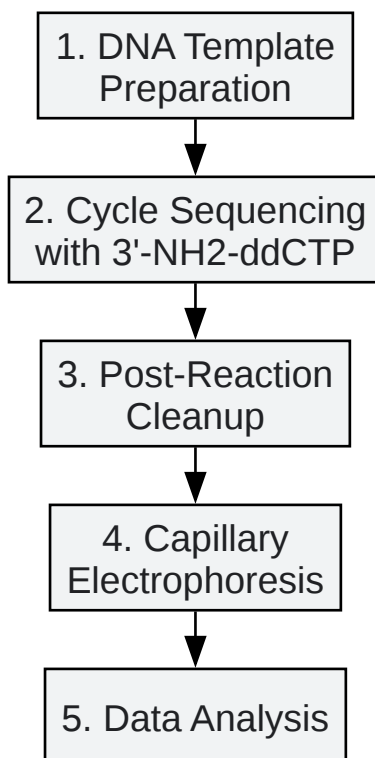 1. DNA Template
Preparation
2. Cycle Sequencing
with 3'-NH2-ddCTP
3. Post-Reaction
Cleanup
4. Capillary
Electrophoresis
5. Data Analysis